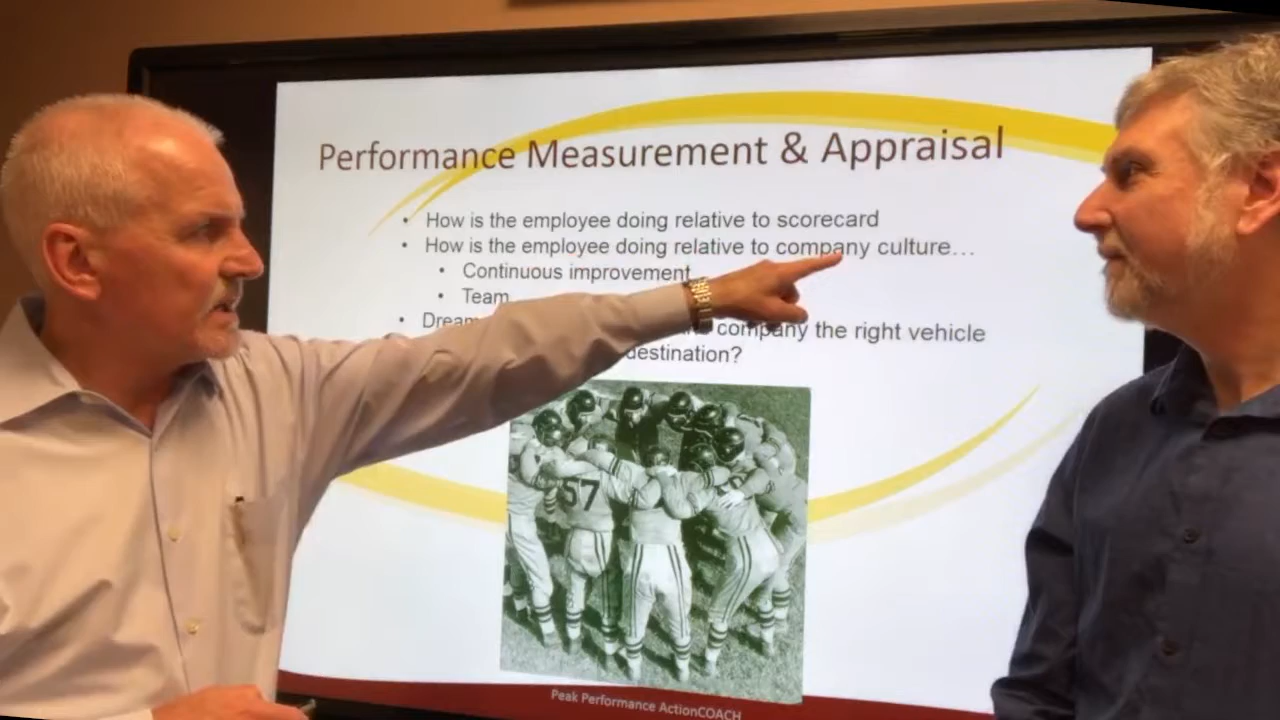 Performance Measurement & Appraisal
• How is the employee doing relative to scorecard
• How is the employee doing relative to company culture…
• Continuous improvement
• Team
• Dream company the right vehicle
destination?
57
Peak Performance ActionCOACH